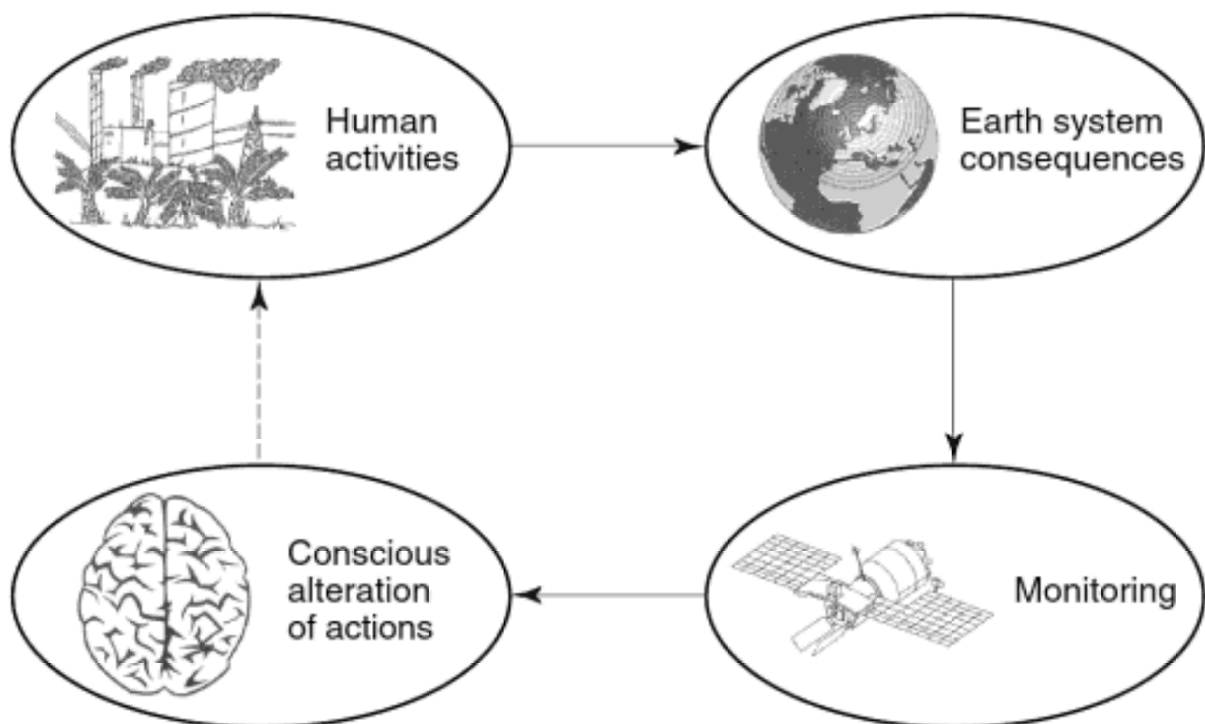 Human
activities
Earth system
consequences
Conscious
alteration
of actions
Monitoring